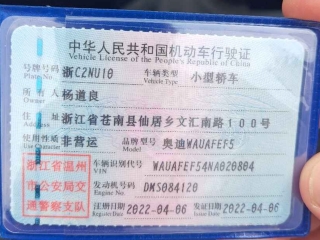 中华人民共和国机动车行驶证
Vehicle License of the People's Republic of China
号牌号码 浙CZNU10 车辆类型 小型轿车
Plate No. Vehicle Type
所有人 杨道良
Owner
住址 浙江省苍南县仙居乡文汇南路100号
Address
使用性质 非营运 品牌型号 奥迪WAUAFEF5
Use Character Model
浙江省温州市公安局交通警察支队
车辆识别代号 WAUAFEF54NA020804
VIN
发动机号码 DMS084120
Engine No.
注册日期 2022-04-06 发证日期 2022-04-06
Register Date Issue Date